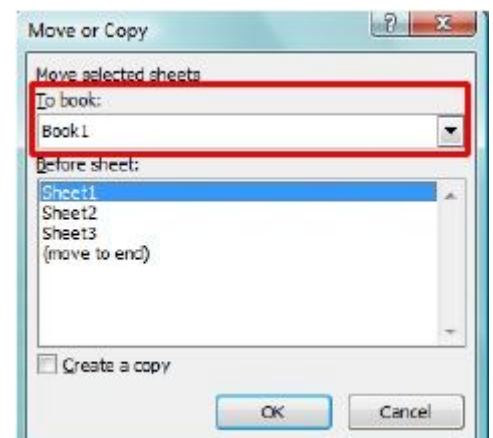 Move or Copy
Move selected sheets
To book:
Book1
Before sheet:
Sheet1
Sheet2
Sheet3
(move to end)
Create a copy
OK Cancel